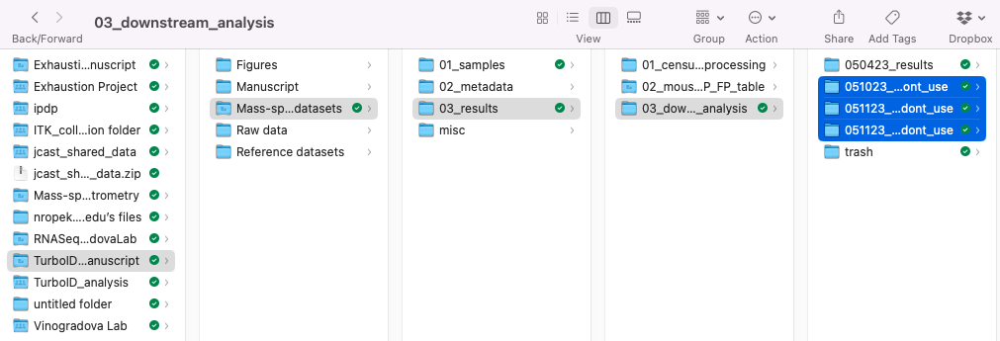 03_downstream_analysis
Back/Forward
View
Group
Action
Share
Add Tags
Dropbox
Exhausti...nuscript
Exhaustion Project
ipdp
ITK_coll...ion folder
jcast_shared_data
jcast_sh..._data.zip
Mass-sp...trometry
nropek....edu's files
RNASeq...dovaLab
TurboID...anuscript
TurboID_analysis
untitled folder
Vinogradova Lab
Figures
Manuscript
Mass-sp...datasets
Raw data
Reference datasets
01_samples
02_metadata
03_results
misc
01_censu...processing
02_mous...P_FP_table
03_dow..._analysis
050423_results
051023_...ont_use
051123_...dont_use
051123_...dont_use
trash